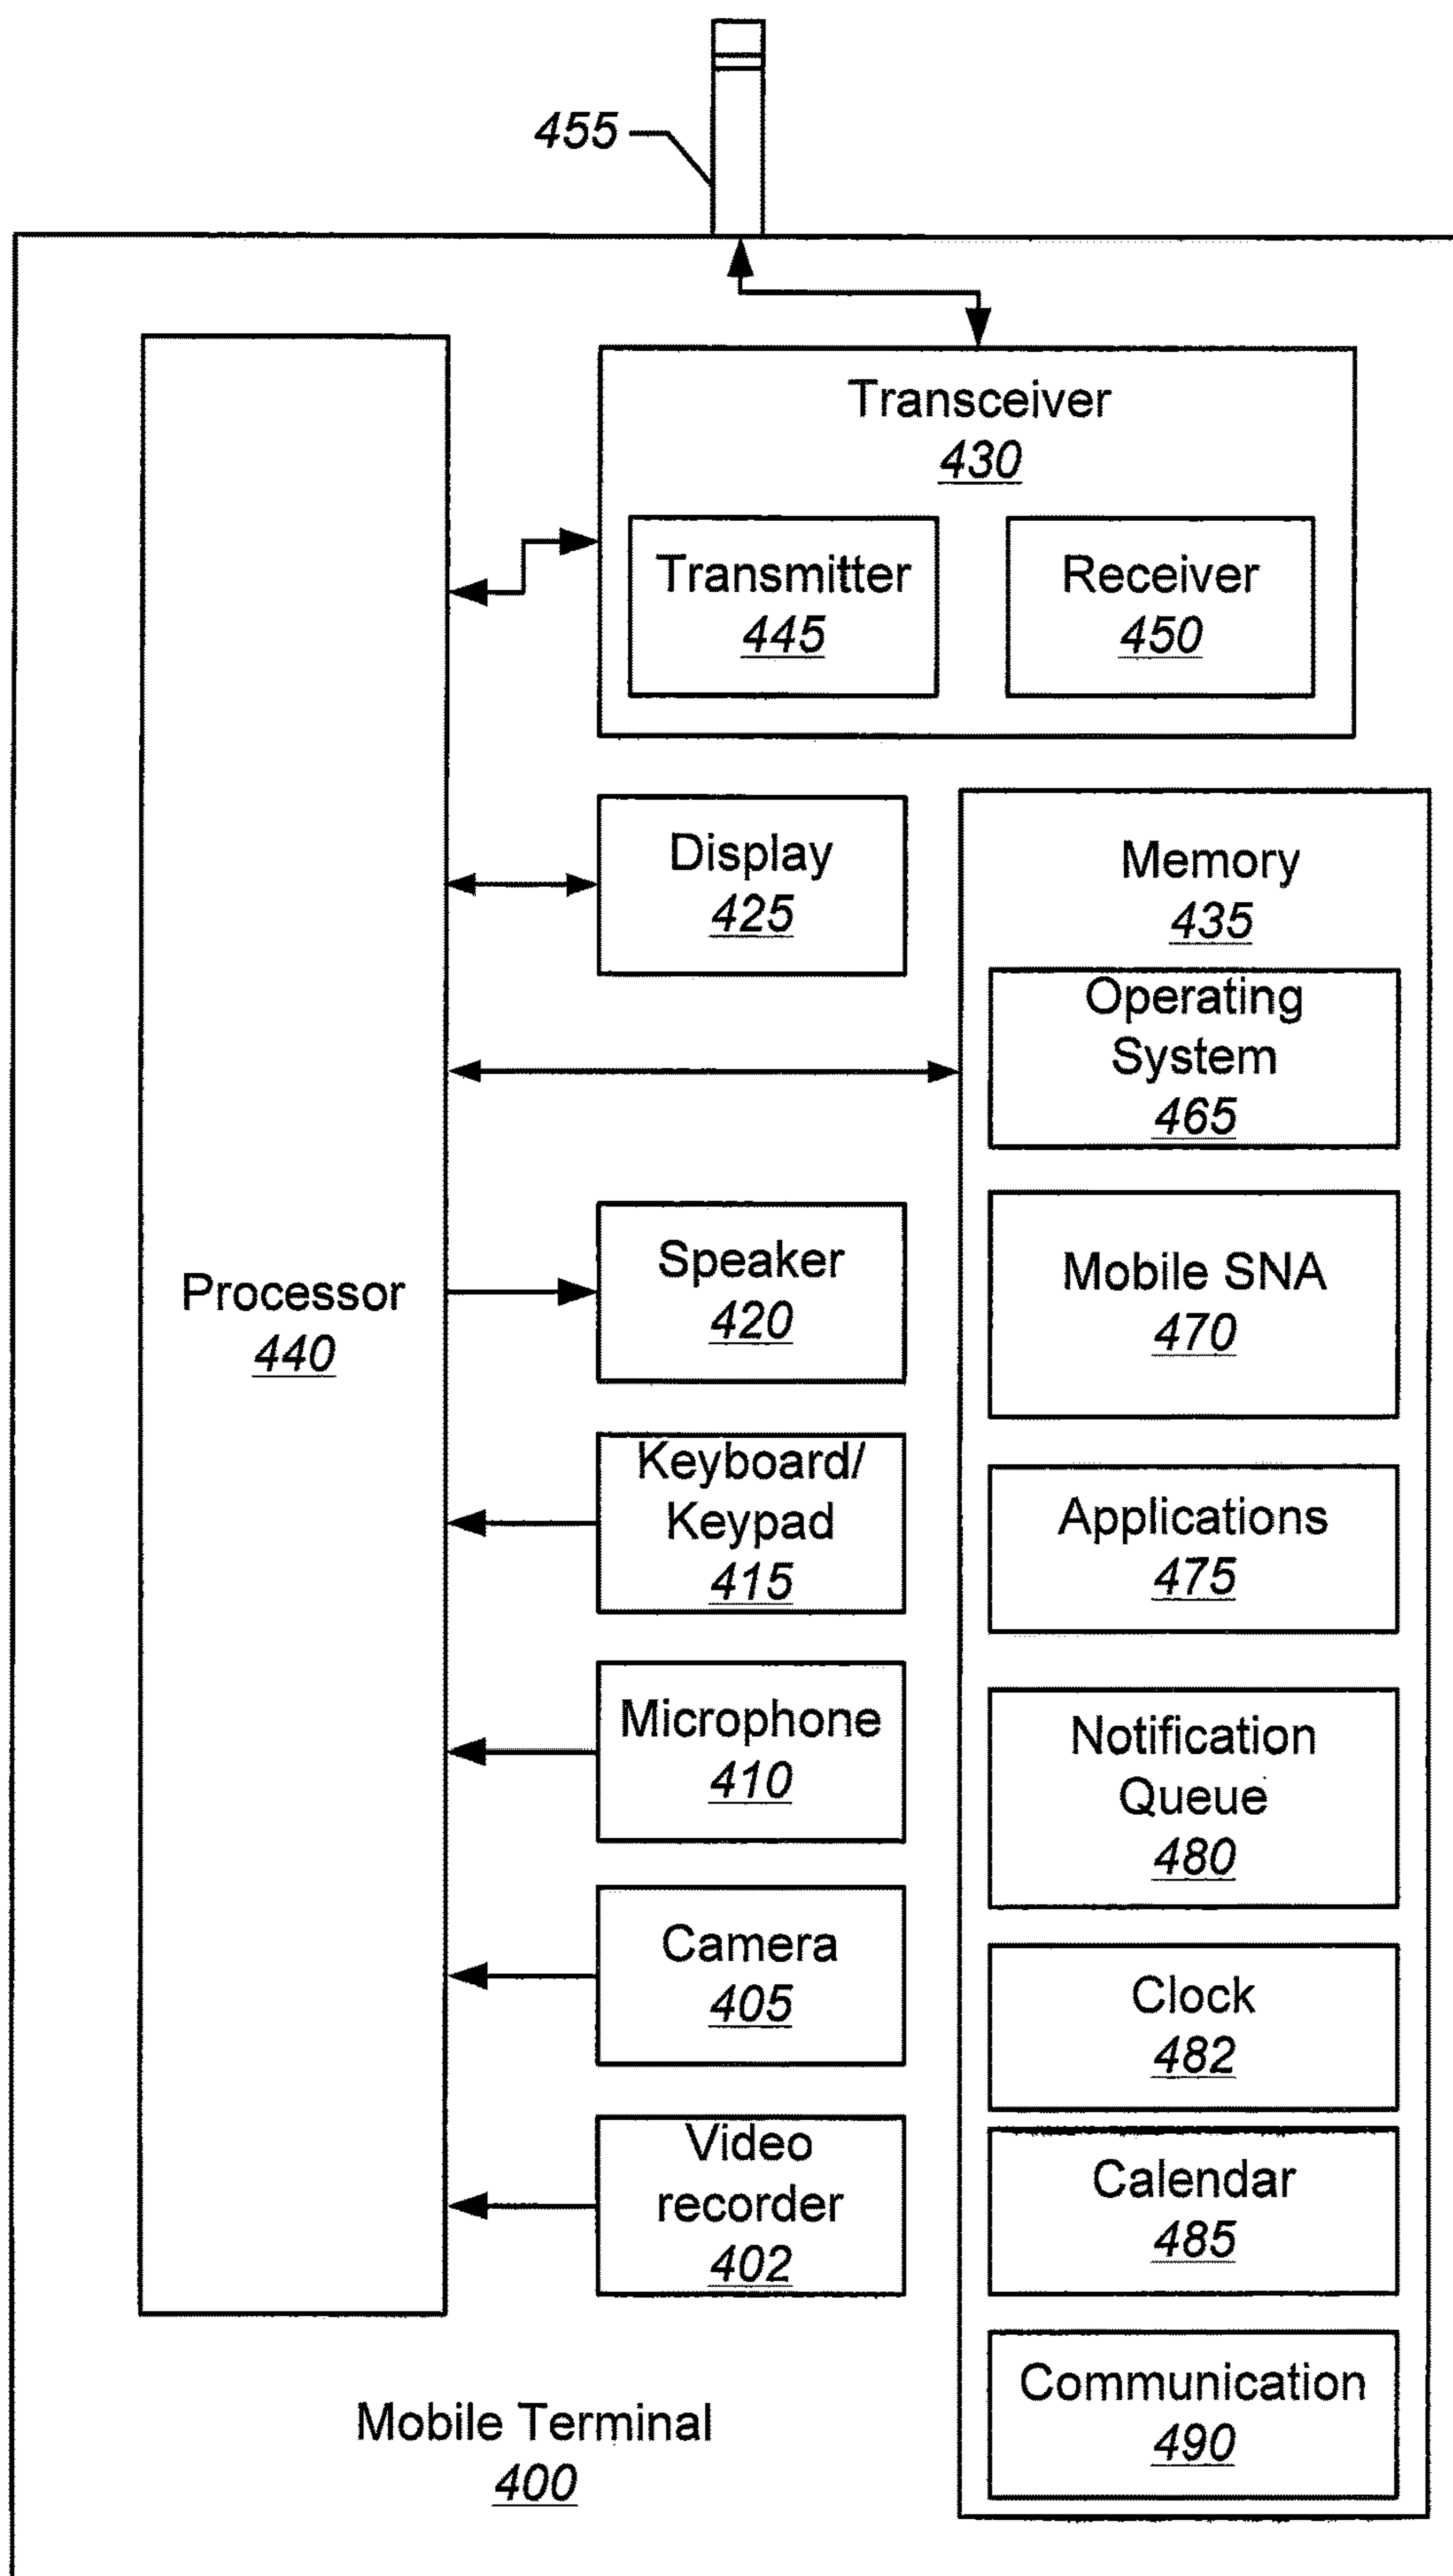 455
Transceiver
430
Transmitter
445
Receiver
450
Display
425
Memory
435
Operating
System
465
Processor
440
Speaker
420
Mobile SNA
470
Keyboard/
Keypad
415
Applications
475
Microphone
410
Notification
Queue
480
Camera
405
Clock
482
Video
recorder
402
Calendar
485
Communication
490
Mobile Terminal
400